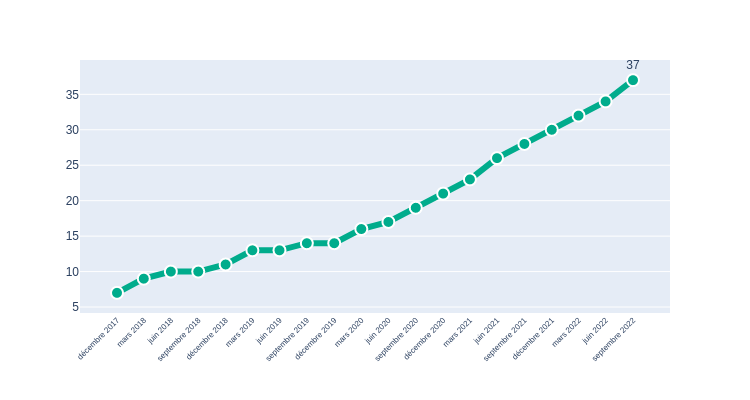 37
35
30
25
20
15
10
5
décembre 2017
mars 2018
juin 2018
septembre 2018
décembre 2018
mars 2019
juin 2019
septembre 2019
décembre 2019
mars 2020
juin 2020
septembre 2020
décembre 2020
mars 2021
juin 2021
septembre 2021
décembre 2021
mars 2022
juin 2022
septembre 2022